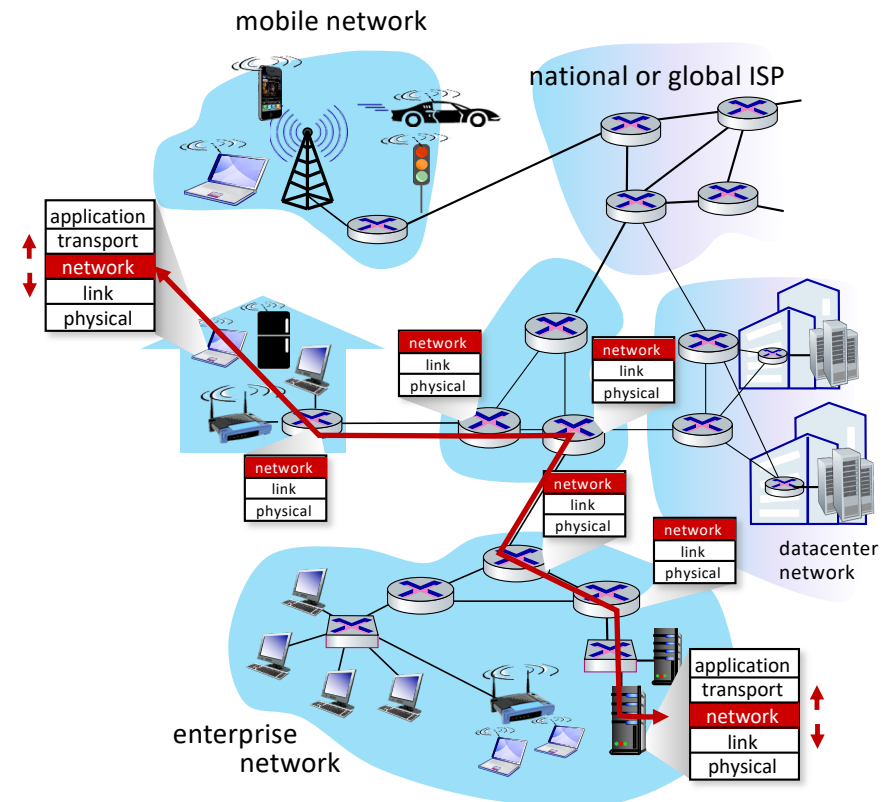 mobile network
national or global ISP
application
transport
network
link
physical
network
link
physical
network
link
physical
network
link
physical
network
link
physical
network
link
physical
datacenter
network
application
transport
network
link
physical
enterprise
network